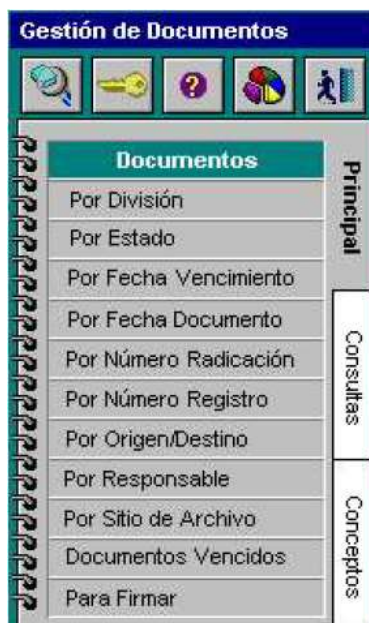 Gestión de Documentos
Documentos
Por División
Por Estado
Por Fecha Vencimiento
Por Fecha Documento
Por Número Radicación
Por Número Registro
Por Origen/Destino
Por Responsable
Por Sitio de Archivo
Documentos Vencidos
Para Firmar
Principal
Consultas
Conceptos